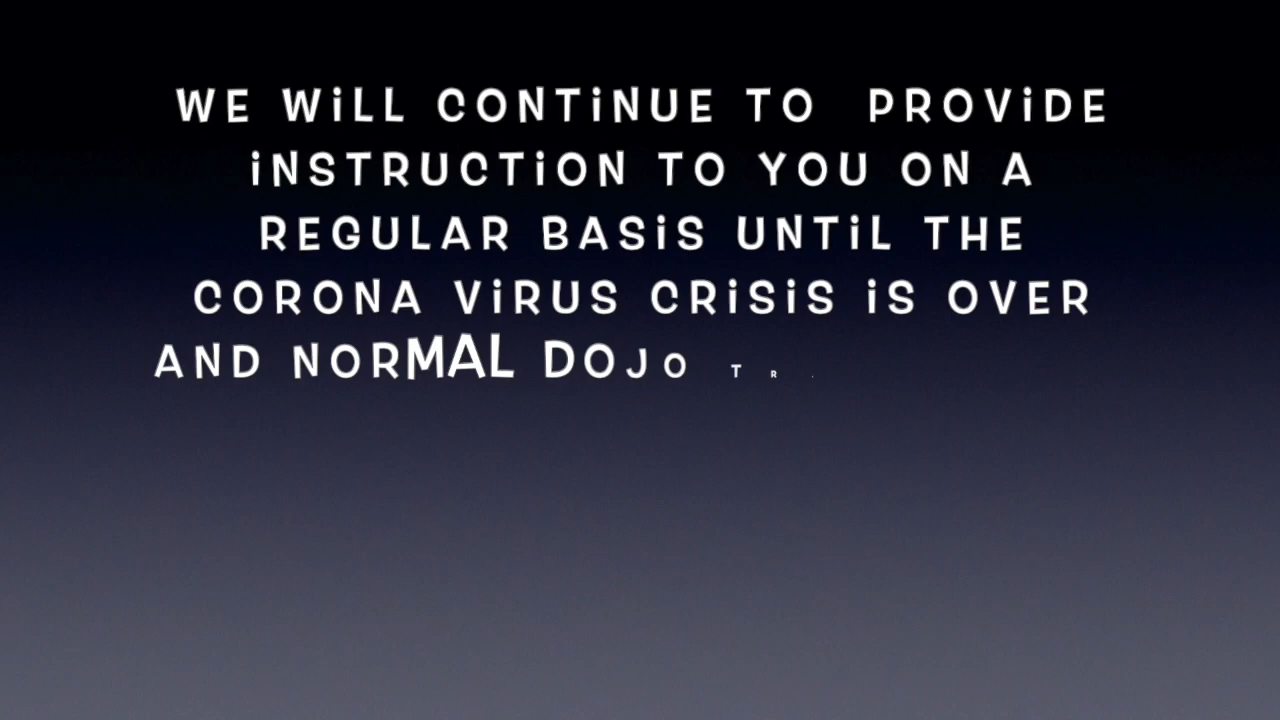 WE WiLL CONTiNUE TO PROViDE
iNSTRUCTiON TO YOU ON A
REGULAR BASiS UNTiL THE
CORONA ViRUS CRiSiS iS OVER
AND NORMAL DOJO TR